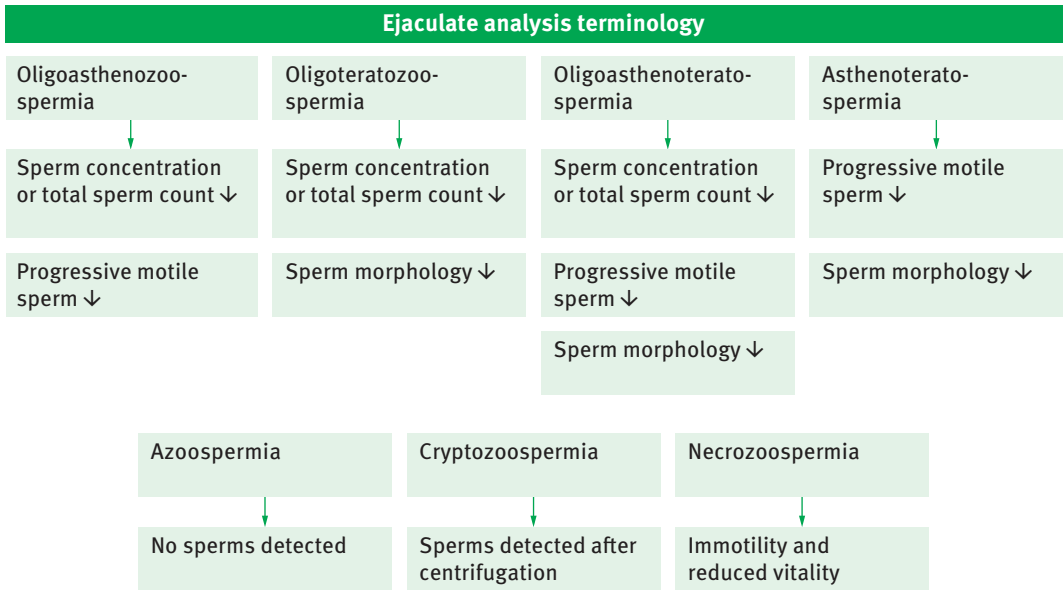 Ejaculate analysis terminology
Oligoasthenozoo-
spermia
Oligoteratozoo-
spermia
Oligoasthenoterato-
spermia
Asthenoterato-
spermia
Sperm concentration
or total sperm count ↓
Sperm concentration
or total sperm count ↓
Sperm concentration
or total sperm count ↓
Progressive motile
sperm ↓
Progressive motile
sperm ↓
Sperm morphology ↓
Progressive motile
sperm ↓
Sperm morphology ↓
Sperm morphology ↓
Azoospermia
Cryptozoospermia
Necrozoospermia
No sperms detected
Sperms detected after
centrifugation
Immotility and
reduced vitality